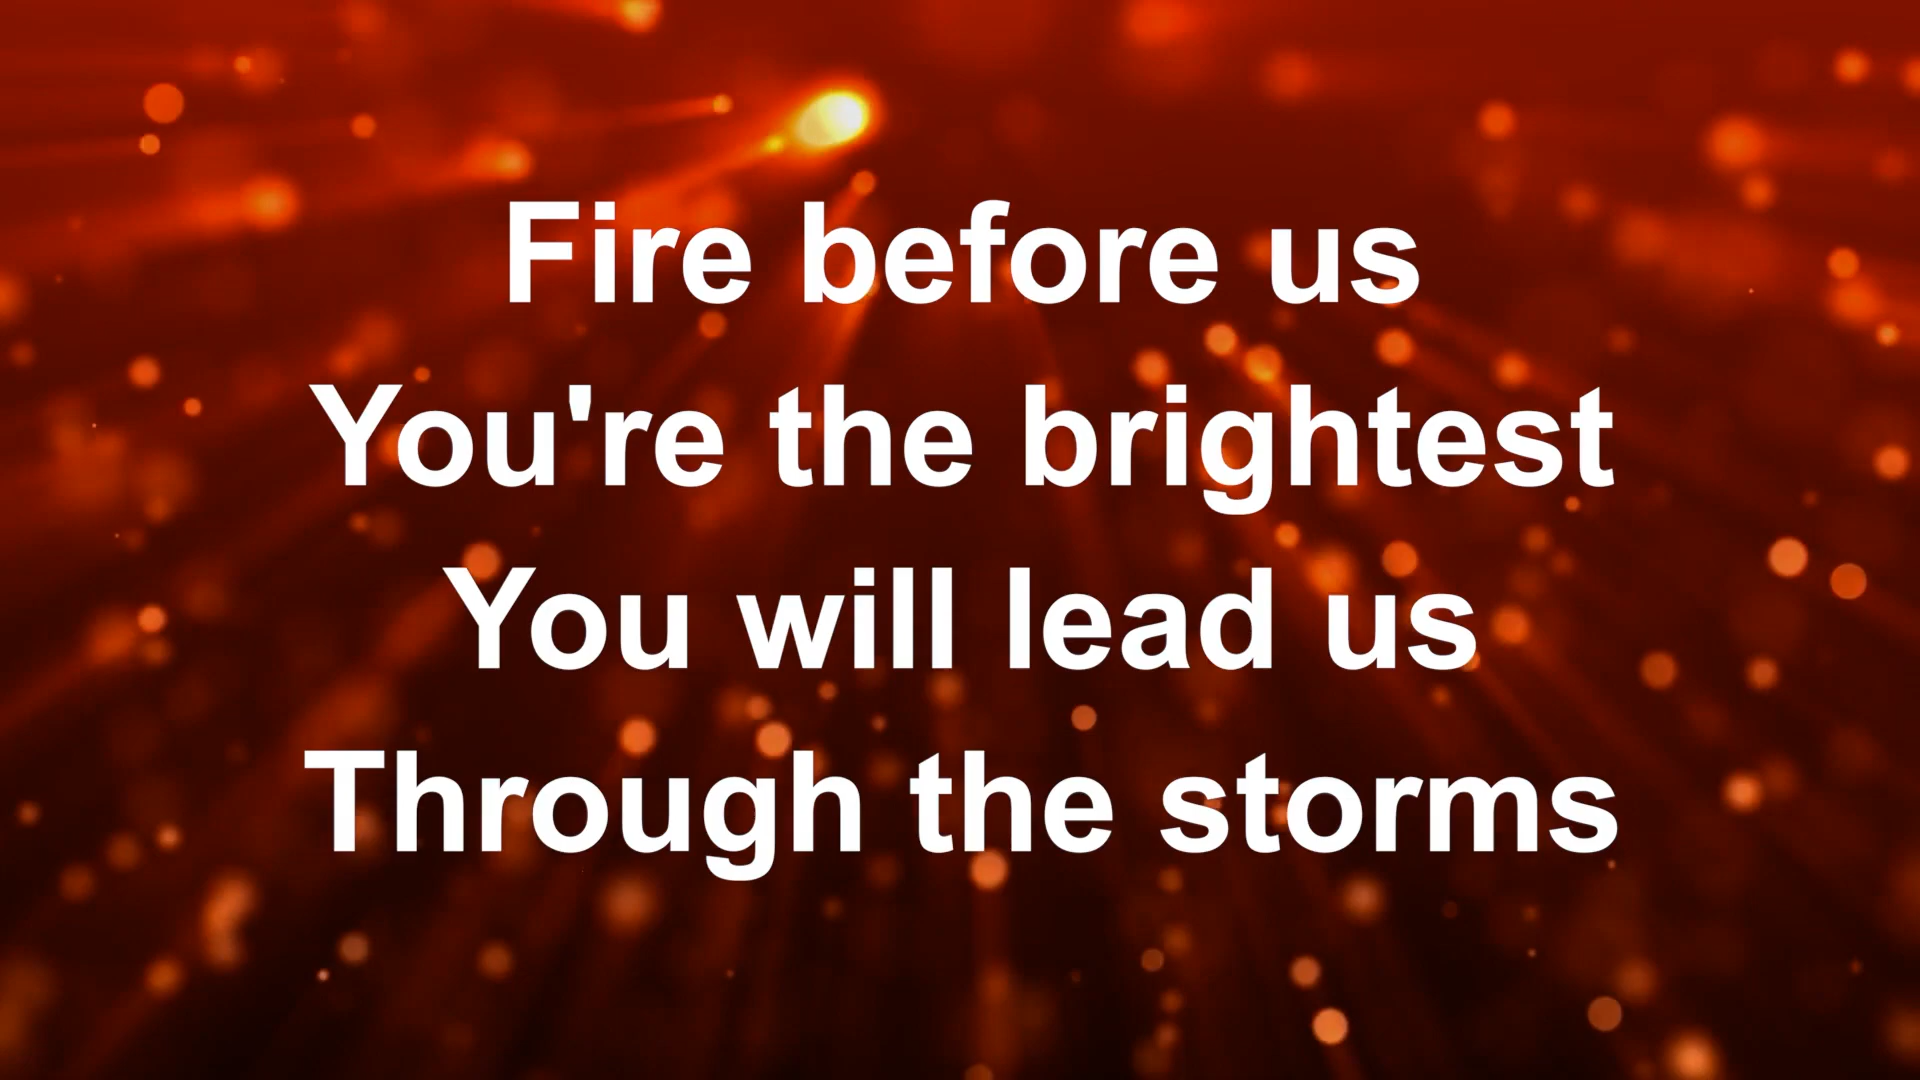 Fire before us
You're the brightest
You will lead us
Through the storms